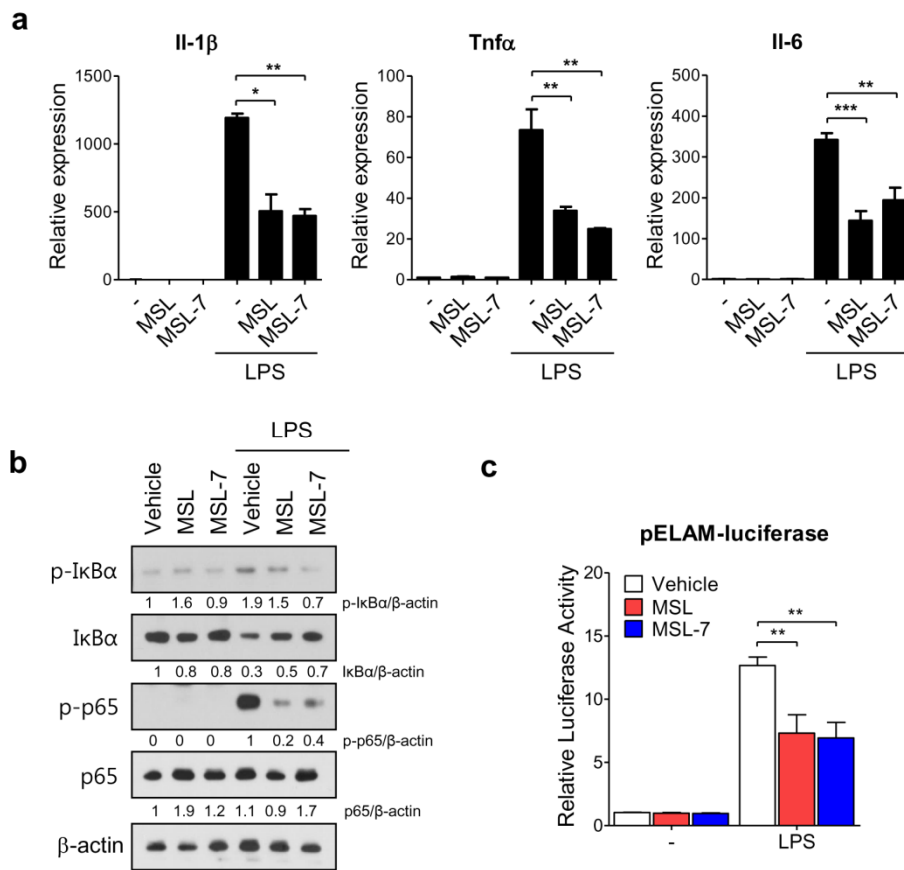 a
Il-1β
Tnfα
Il-6
Relative expression
1500
1000
500
0
** 
*
- MSL MSL-7 - MSL MSL-7
LPS
Relative expression
100
80
60
40
20
0
**
**
- MSL MSL-7 - MSL MSL-7
LPS
Relative expression
500
400
300
200
100
0
**
***
- MSL MSL-7 - MSL MSL-7
LPS
b
LPS
Vehicle MSL MSL-7 Vehicle MSL MSL-7
p-IκBα
1 1.6 0.9 1.9 1.5 0.7 p-IκBα/β-actin
IκBα
1 0.8 0.8 0.3 0.5 0.7 IκBα/β-actin
p-p65
0 0 0 1 0.2 0.4 p-p65/β-actin
p65
1 1.9 1.2 1.1 0.9 1.7 p65/β-actin
β-actin
c
pELAM-luciferase
Relative Luciferase Activity
20
15
10
5
0
Vehicle
MSL
MSL-7
**
**
- LPS